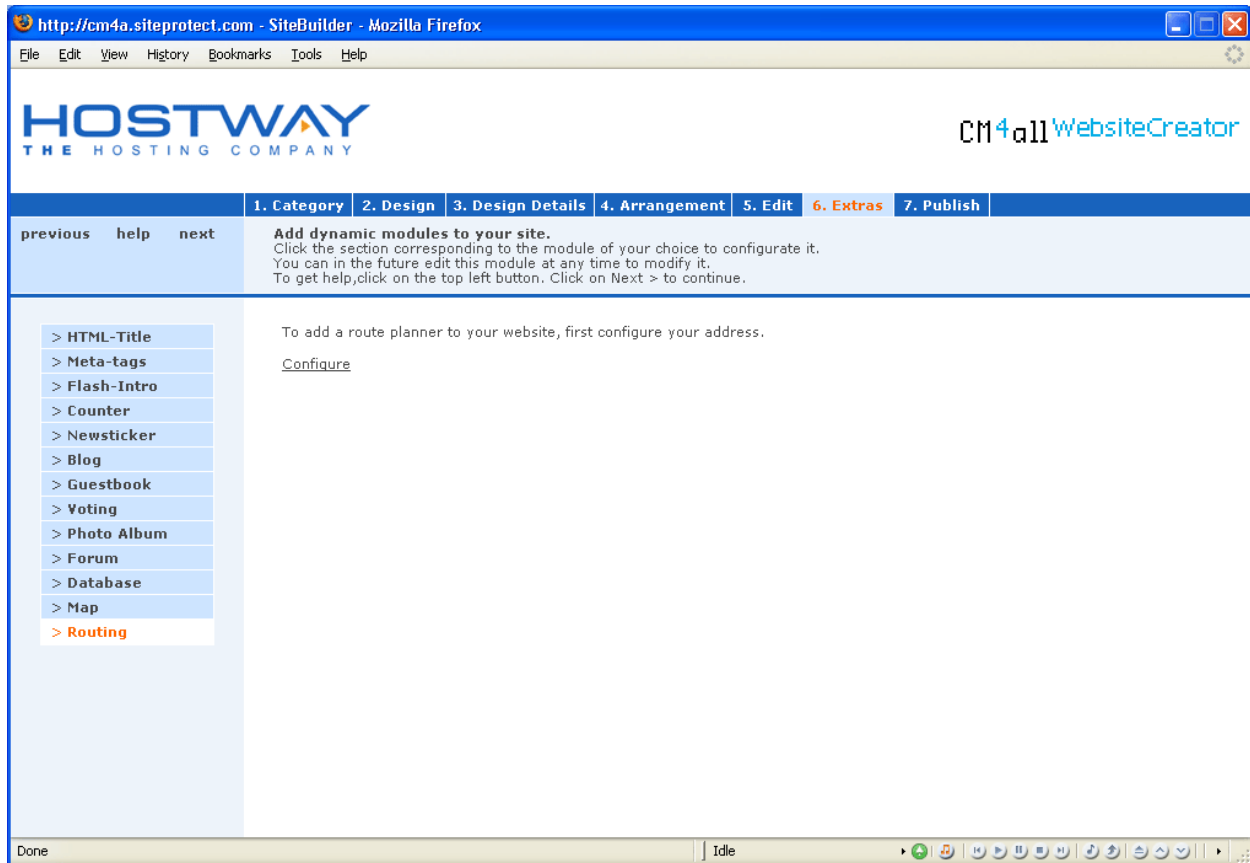 http://cm4a.siteprotect.com - SiteBuilder - Mozilla Firefox
File Edit View History Bookmarks Tools Help
HOSTWAY
THE HOSTING COMPANY
CM4all WebsiteCreator
1. Category 2. Design 3. Design Details 4. Arrangement 5. Edit 6. Extras 7. Publish
previous help next
Add dynamic modules to your site.
Click the section corresponding to the module of your choice to configurate it.
You can in the future edit this module at any time to modify it.
To get help,click on the top left button. Click on Next > to continue.
> HTML-Title
> Meta-tags
> Flash-Intro
> Counter
> Newsticker
> Blog
> Guestbook
> Voting
> Photo Album
> Forum
> Database
> Map
> Routing
To add a route planner to your website, first configure your address.
Configure
Done Idle